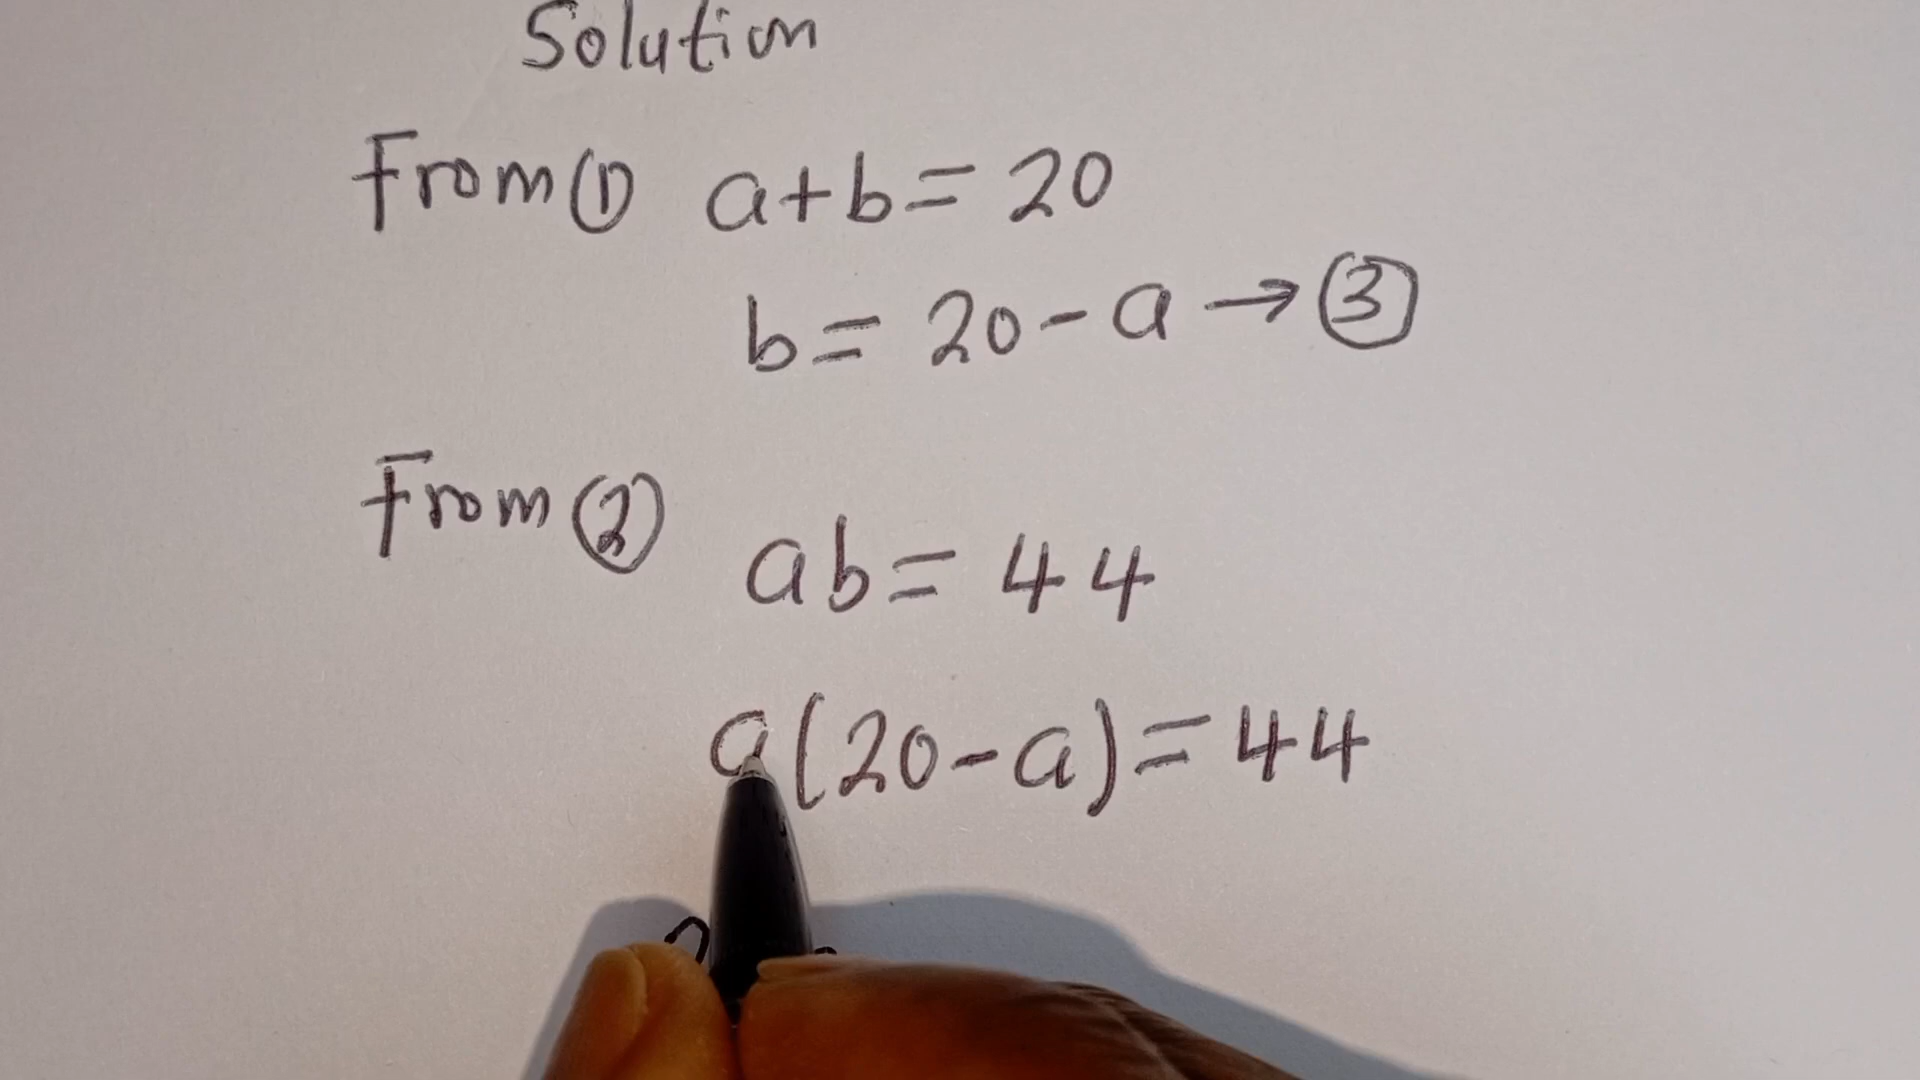 Solution
From ① a+b = 20
b = 20 - a → ③
From ②
ab = 44
a(20-a) = 44